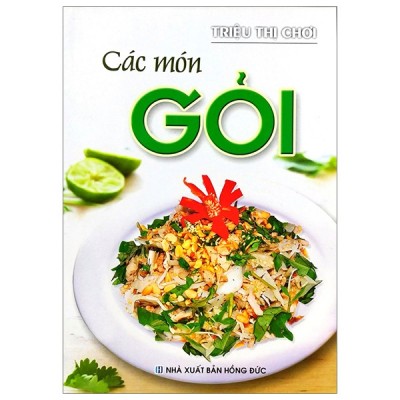 TRIỆU THỊ CHƠI
Các món
GỎI
NHÀ XUẤT BẢN HỒNG ĐỨC